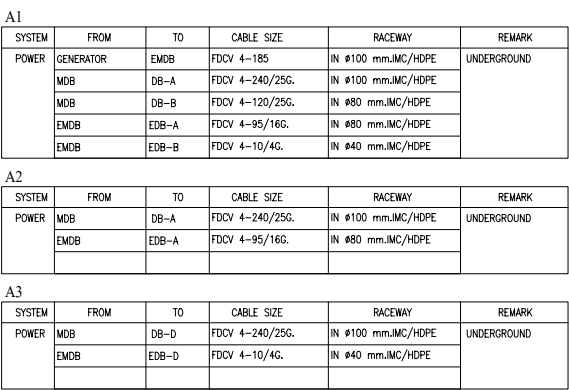 A1
SYSTEM FROM TO CABLE SIZE RACEWAY REMARK
POWER GENERATOR EMDB FDCV 4-185 IN ø100 mm.IMC/HDPE UNDERGROUND
MDB DB-A FDCV 4-240/25G. IN ø100 mm.IMC/HDPE
MDB DB-B FDCV 4-120/25G. IN ø80 mm.IMC/HDPE
EMDB EDB-A FDCV 4-95/16G. IN ø80 mm.IMC/HDPE
EMDB EDB-B FDCV 4-10/4G. IN ø40 mm.IMC/HDPE
A2
SYSTEM FROM TO CABLE SIZE RACEWAY REMARK
POWER MDB DB-A FDCV 4-240/25G. IN ø100 mm.IMC/HDPE UNDERGROUND
EMDB EDB-A FDCV 4-95/16G. IN ø80 mm.IMC/HDPE
A3
SYSTEM FROM TO CABLE SIZE RACEWAY REMARK
POWER MDB DB-D FDCV 4-240/25G. IN ø100 mm.IMC/HDPE UNDERGROUND
EMDB EDB-D FDCV 4-10/4G. IN ø40 mm.IMC/HDPE